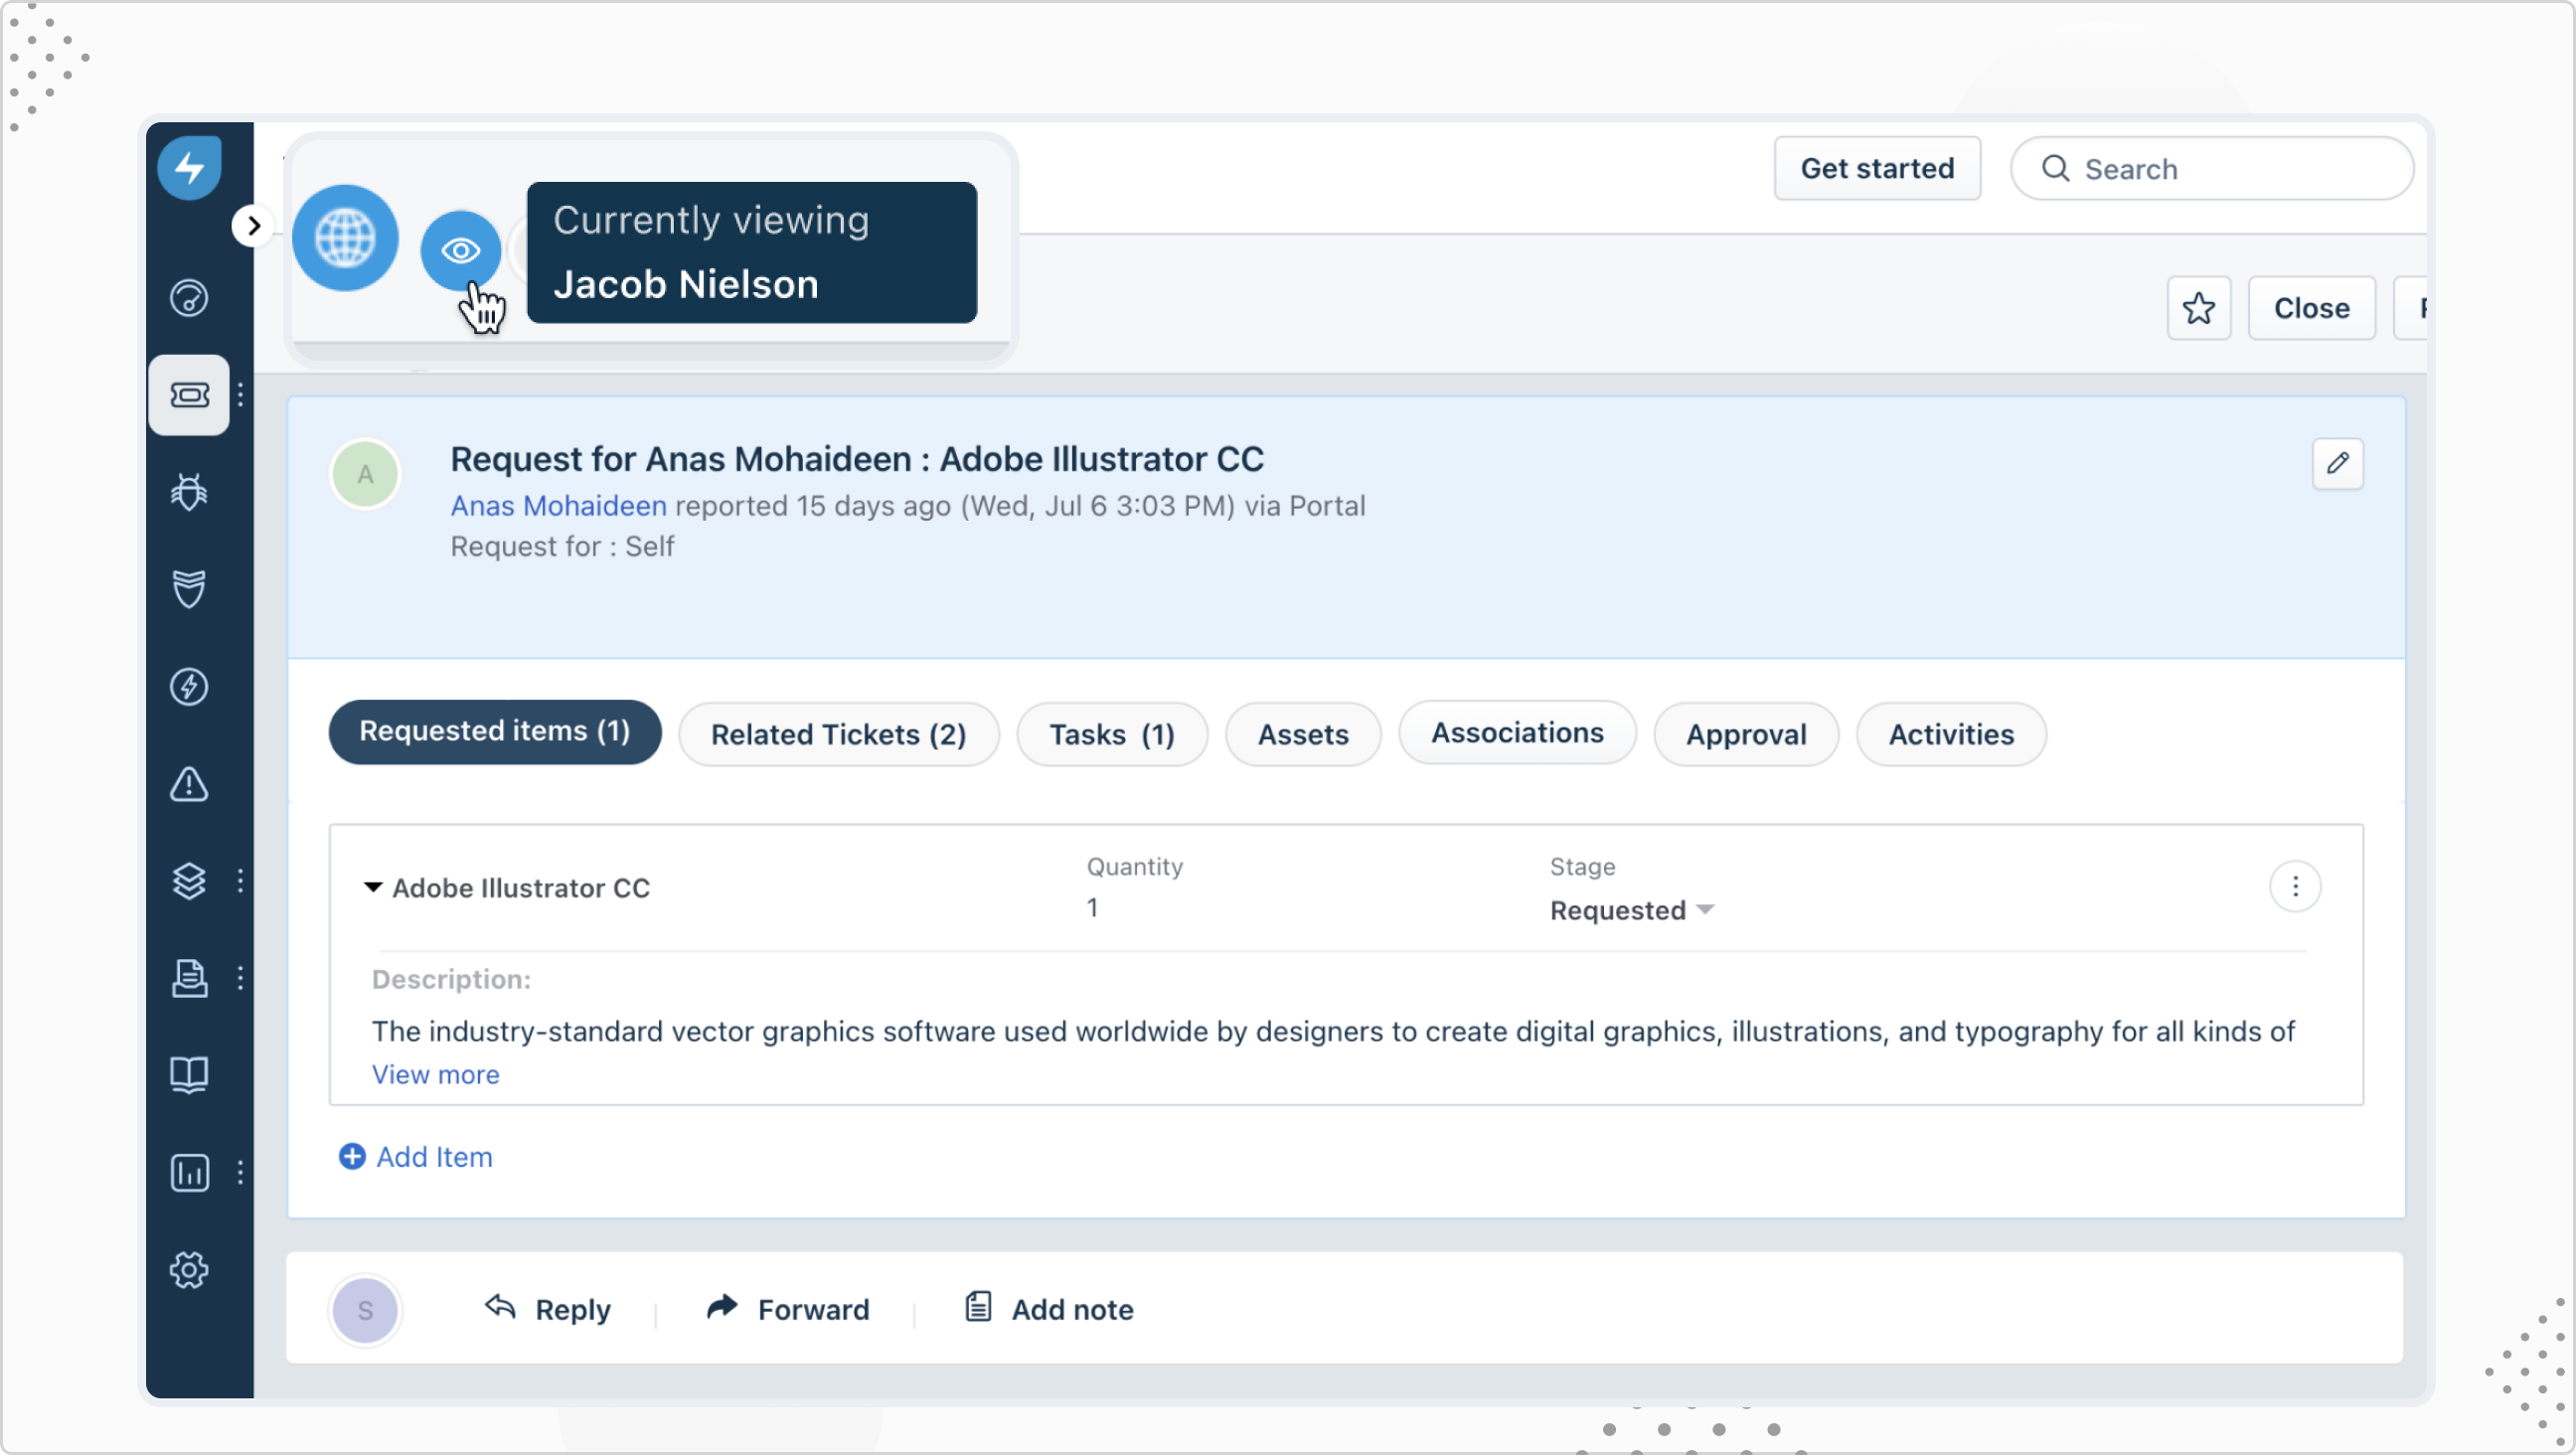 Get started
Search
Currently viewing
Jacob Nielson
Close
A
Request for Anas Mohaideen : Adobe Illustrator CC
Anas Mohaideen reported 15 days ago (Wed, Jul 6 3:03 PM) via Portal
Request for : Self
Requested items (1)
Related Tickets (2)
Tasks (1)
Assets
Associations
Approval
Activities
Adobe Illustrator CC
Quantity
1
Stage
Requested
Description:
The industry-standard vector graphics software used worldwide by designers to create digital graphics, illustrations, and typography for all kinds of
View more
Add Item
S
Reply
Forward
Add note